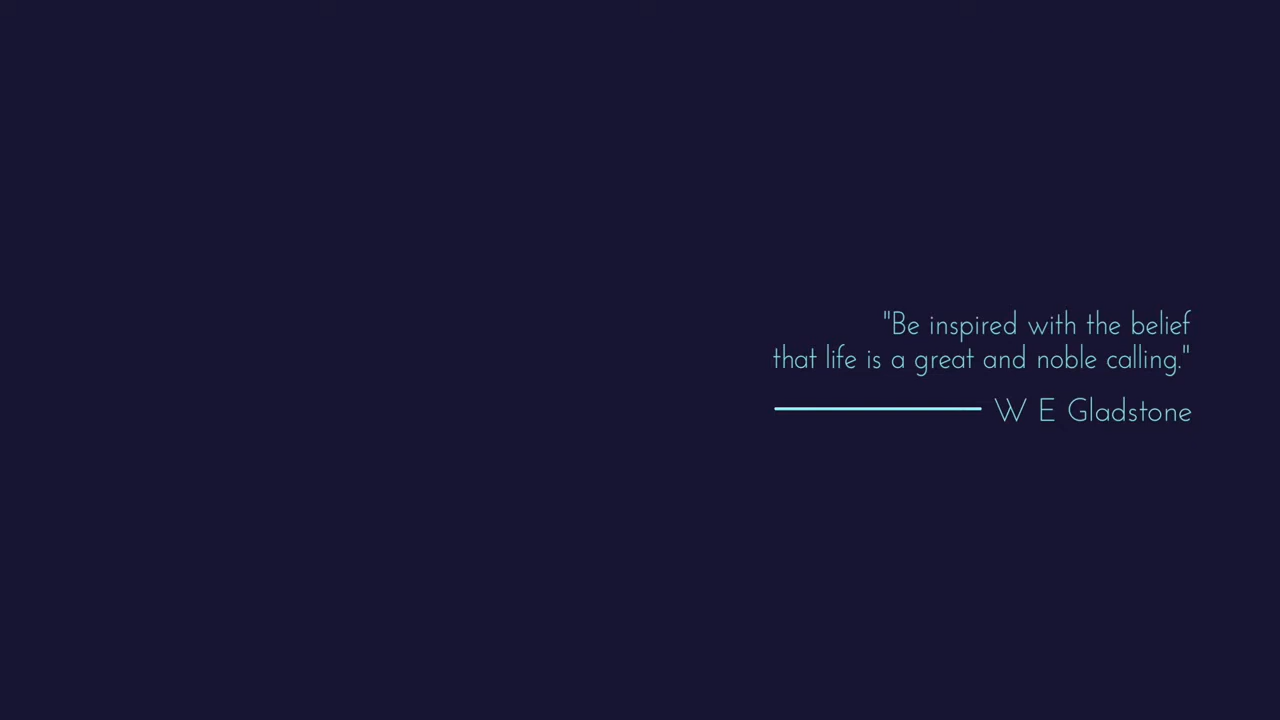 "Be inspired with the belief
that life is a great and noble calling."
W E Gladstone